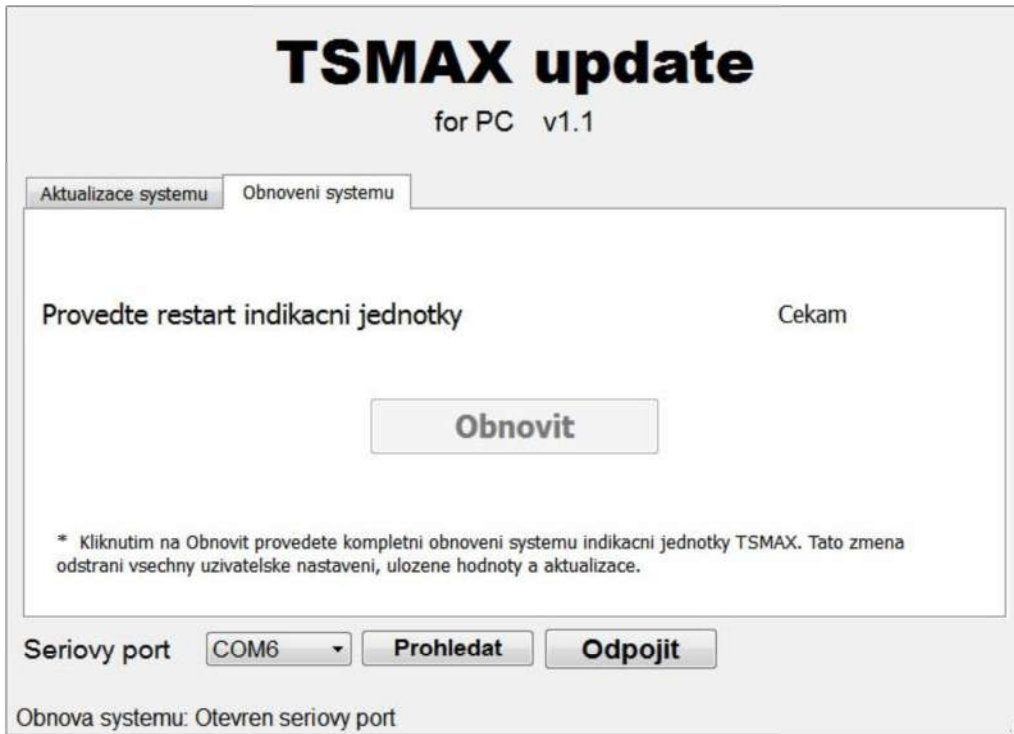 TSMAX update
for PC v1.1
Aktualizace systemu
Obnoveni systemu
Provedte restart indikacni jednotky
Cekam
Obnovit
* Kliknutim na Obnovit provedete kompletni obnoveni systemu indikacni jednotky TSMAX. Tato zmena
odstrani vsechny uzivatelske nastaveni, ulozene hodnoty a aktualizace.
Seriovy port
COM6
Prohledat
Odpojit
Obnova systemu: Otevren seriovy port